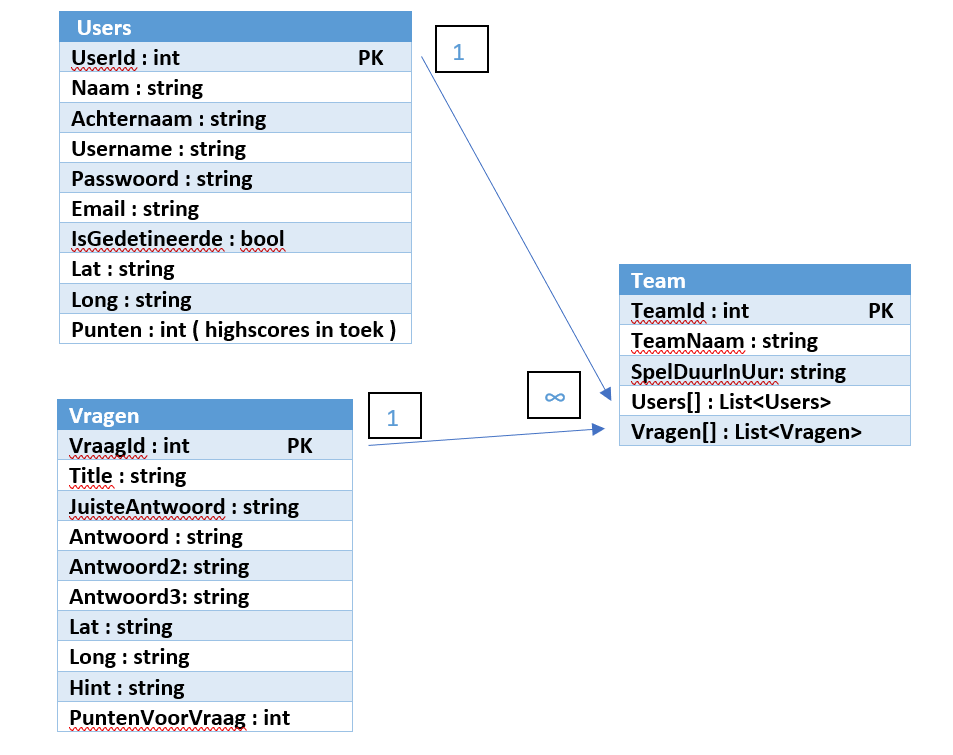 Users
UserId : int PK
Naam : string
Achternaam : string
Username : string
Passwoord : string
Email : string
IsGedetineerde : bool
Lat : string
Long : string
Punten : int ( highscores in toek )
1
Team
TeamId : int PK
TeamNaam : string
SpelDuurInUur: string
Users[] : List<Users>
Vragen[] : List<Vragen>
∞
1
Vragen
VraagId : int PK
Title : string
JuisteAntwoord : string
Antwoord : string
Antwoord2: string
Antwoord3: string
Lat : string
Long : string
Hint : string
PuntenVoorVraag : int